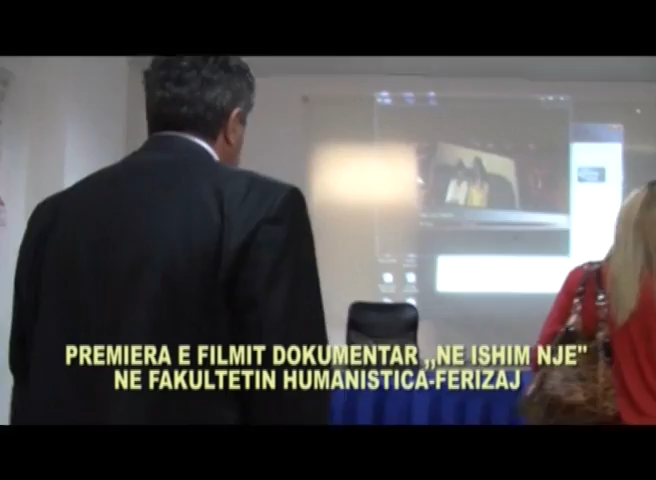 PREMIERA E FILMIT DOKUMENTAR ,,NE ISHIM NJE"
NE FAKULTETIN HUMANISTICA-FERIZAJ